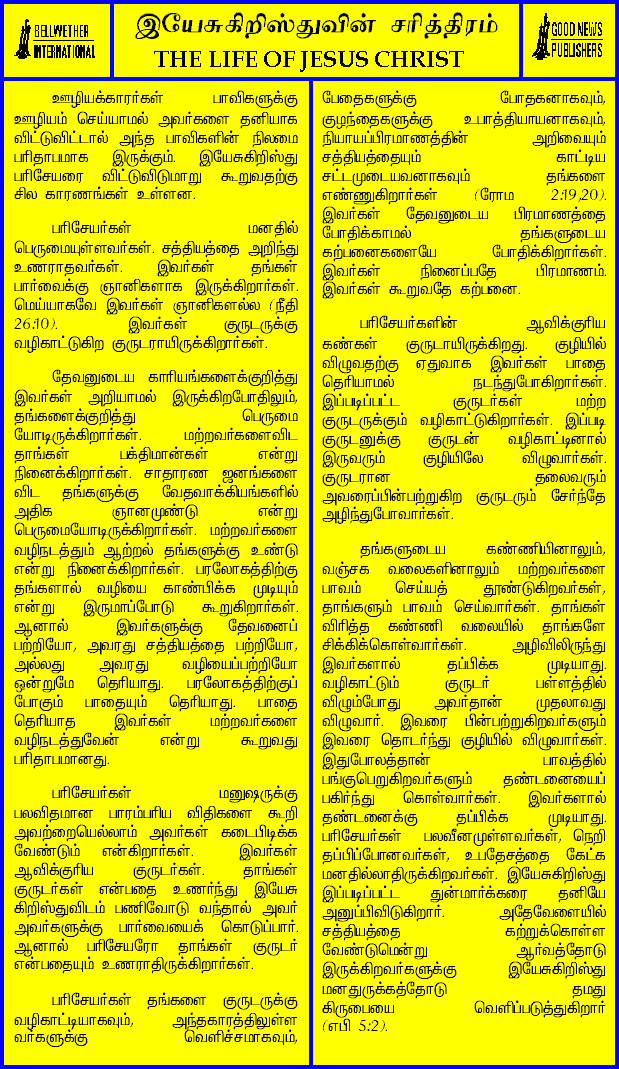 BELLWETHER
INTERNATIONAL
இயேசுகிறிஸ்துவின் சரித்திரம்
THE LIFE OF JESUS CHRIST
GOOD NEWS
PUBLISHERS
ஊழியக்காரர்கள் பாவிகளுக்கு
ஊழியம் செய்யாமல் அவர்களை தனியாக
விட்டுவிட்டால் அந்த பாவிகளின் நிலமை
பரிதாபமாக இருக்கும். இயேசுகிறிஸ்து
பரிசேயரை விட்டுவிடுமாறு கூறுவதற்கு
சில காரணங்கள் உள்ளன.
பரிசேயர்கள் மனதில்
பெருமையுள்ளவர்கள். சத்தியத்தை அறிந்து
உணராதவர்கள். இவர்கள் தங்கள்
பார்வைக்கு ஞானிகளாக இருக்கிறார்கள்.
மெய்யாகவே இவர்கள் ஞானிகளல்ல (நீதி
26:10). இவர்கள் குருடருக்கு
வழிகாட்டுகிற குருடராயிருக்கிறார்கள்.
தேவனுடைய காரியங்களைக்குறித்து
இவர்கள் அறியாமல் இருக்கிறபோதிலும்,
தங்களைக்குறித்து பெருமை
யோடிருக்கிறார்கள். மற்றவர்களைவிட
தாங்கள் பக்திமான்கள் என்று
நினைக்கிறார்கள். சாதாரண ஜனங்களை
விட தங்களுக்கு வேதவாக்கியங்களில்
அதிக ஞானமுண்டு என்று
பெருமையோடிருக்கிறார்கள். மற்றவர்களை
வழிநடத்தும் ஆற்றல் தங்களுக்கு உண்டு
என்று நினைக்கிறார்கள். பரலோகத்திற்கு
தங்களால் வழியை காண்பிக்க முடியும்
என்று இருமாப்போடு கூறுகிறார்கள்.
ஆனால் இவர்களுக்கு தேவனைப்
பற்றியோ, அவரது சத்தியத்தை பற்றியோ,
அல்லது அவரது வழியைப்பற்றியோ
ஒன்றுமே தெரியாது. பரலோகத்திற்குப்
போகும் பாதையும் தெரியாது. பாதை
தெரியாத இவர்கள் மற்றவர்களை
வழிநடத்துவேன் என்று கூறுவது
பரிதாபமானது.
பரிசேயர்கள் மனுஷருக்கு
பலவிதமான பாரம்பரிய விதிகளை கூறி
அவற்றையெல்லாம் அவர்கள் கடைபிடிக்க
வேண்டும் என்கிறார்கள். இவர்கள்
ஆவிக்குரிய குருடர்கள். தாங்கள்
குருடர்கள் என்பதை உணர்ந்து இயேசு
கிறிஸ்துவிடம் பணிவோடு வந்தால் அவர்
அவர்களுக்கு பார்வையைக் கொடுப்பார்.
ஆனால் பரிசேயரோ தாங்கள் குருடர்
என்பதையும் உணராதிருக்கிறார்கள்.
பரிசேயர்கள் தங்களை குருடருக்கு
வழிகாட்டியாகவும், அந்தகாரத்திலுள்ள
வர்களுக்கு வெளிச்சமாகவும்,
பேதைகளுக்கு போதகனாகவும்,
குழந்தைகளுக்கு உபாத்தியாயனாகவும்,
நியாயப்பிரமாணத்தின் அறிவையும்
சத்தியத்தையும் காட்டிய
சட்டமுடையவனாகவும் தங்களை
எண்ணுகிறார்கள் (ரோம 2:19,20).
இவர்கள் தேவனுடைய பிரமாணத்தை
போதிக்காமல் தங்களுடைய
கற்பனைகளையே போதிக்கிறார்கள்.
இவர்கள் நினைப்பதே பிரமாணம்.
இவர்கள் கூறுவதே கற்பனை.
பரிசேயர்களின் ஆவிக்குரிய
கண்கள் குருடாயிருக்கிறது. குழியில்
விழுவதற்கு ஏதுவாக இவர்கள் பாதை
தெரியாமல் நடந்துபோகிறார்கள்.
இப்படிப்பட்ட குருடர்கள் மற்ற
குருடருக்கும் வழிகாட்டுகிறார்கள். இப்படி
குருடனுக்கு குருடன் வழிகாட்டினால்
இருவரும் குழியிலே விழுவார்கள்.
குருடரான தலைவரும்
அவரைப்பின்பற்றுகிற குருடரும் சேர்ந்தே
அழிந்துபோவார்கள்.
தங்களுடைய கண்ணியினாலும்,
வஞ்சக வலைகளினாலும் மற்றவர்களை
பாவம் செய்யத் தூண்டுகிறவர்கள்,
தாங்களும் பாவம் செய்வார்கள். தாங்கள்
விரித்த கண்ணி வலையில் தாங்களே
சிக்கிக்கொள்வார்கள். அழிவிலிருந்து
இவர்களால் தப்பிக்க முடியாது.
வழிகாட்டும் குருடர் பள்ளத்தில்
விழும்போது அவர்தான் முதலாவது
விழுவார். இவரை பின்பற்றுகிறவர்களும்
இவரை தொடர்ந்து குழியில் விழுவார்கள்.
இதுபோலத்தான் பாவத்தில்
பங்குபெறுகிறவர்களும் தண்டனையைப்
பகிர்ந்து கொள்வார்கள். இவர்களால்
தண்டனைக்கு தப்பிக்க முடியாது.
பரிசேயர்கள் பலவீனமுள்ளவர்கள், நெறி
தப்பிப்போனவர்கள், உபதேசத்தை கேட்க
மனதில்லாதிருக்கிறவர்கள். இயேசுகிறிஸ்து
இப்படிப்பட்ட துன்மார்க்கரை தனியே
அனுப்பிவிடுகிறார். அதேவேளையில்
சத்தியத்தை கற்றுக்கொள்ள
வேண்டுமென்று ஆர்வத்தோடு
இருக்கிறவர்களுக்கு இயேசுகிறிஸ்து
மனதுருக்கத்தோடு தமது
கிருபையை வெளிப்படுத்துகிறார்
(எபி 5:2).